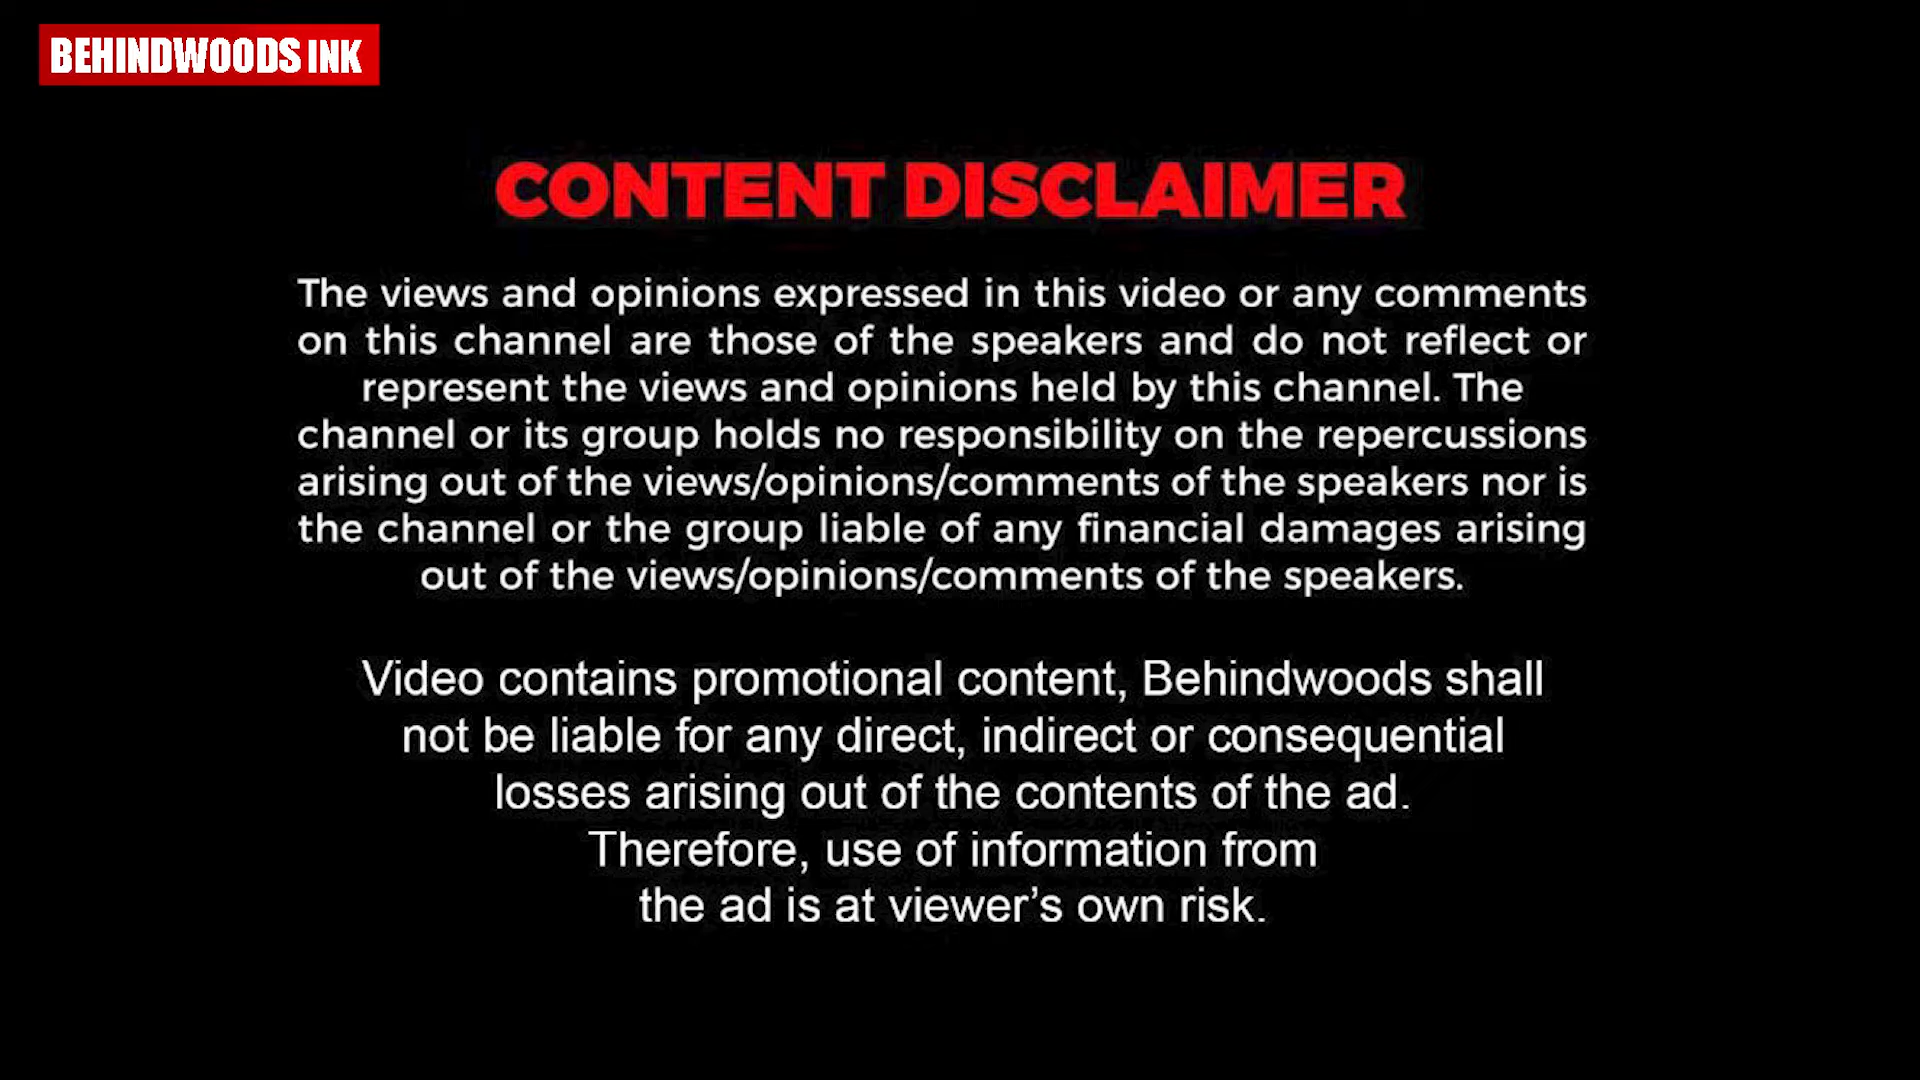 BEHINDWOODS INK
CONTENT DISCLAIMER
The views and opinions expressed in this video or any comments
on this channel are those of the speakers and do not reflect or
represent the views and opinions held by this channel. The
channel or its group holds no responsibility on the repercussions
arising out of the views/opinions/comments of the speakers nor is
the channel or the group liable of any financial damages arising
out of the views/opinions/comments of the speakers.
Video contains promotional content, Behindwoods shall
not be liable for any direct, indirect or consequential
losses arising out of the contents of the ad.
Therefore, use of information from
the ad is at viewer’s own risk.